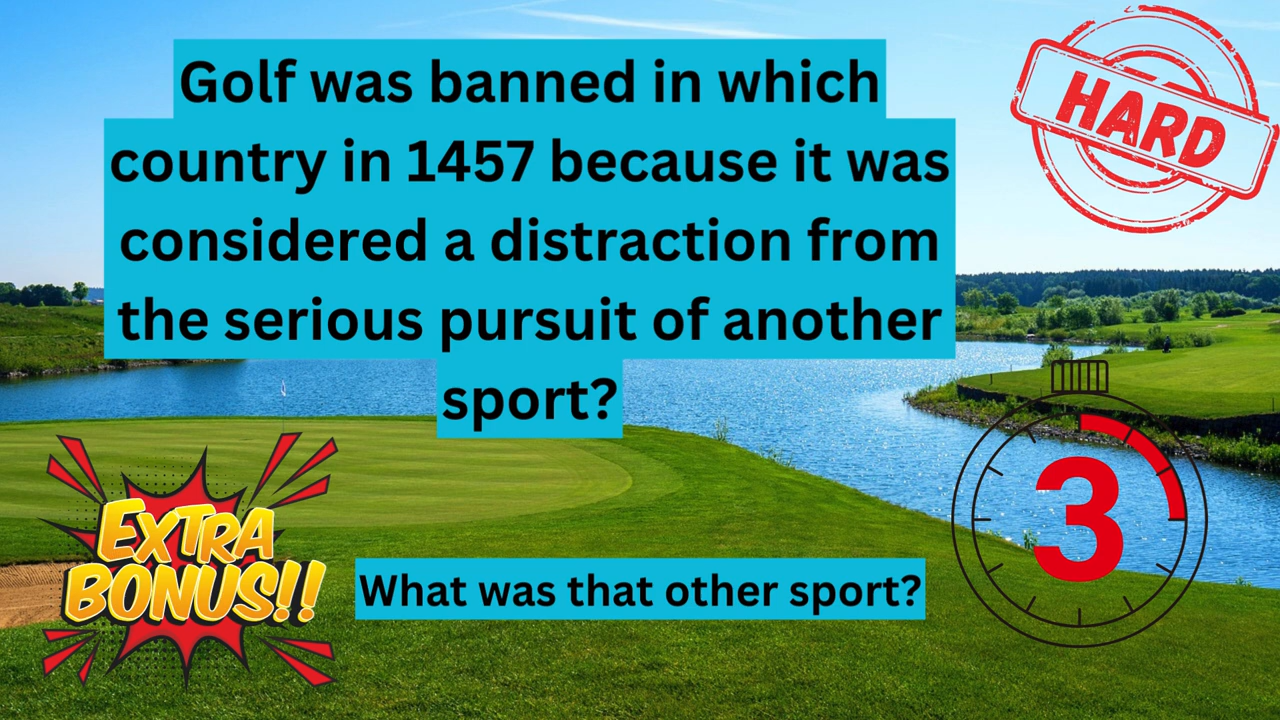 Golf was banned in which
country in 1457 because it was
considered a distraction from
the serious pursuit of another
sport?
HARD
3
EXTRA
BONUS!!
What was that other sport?